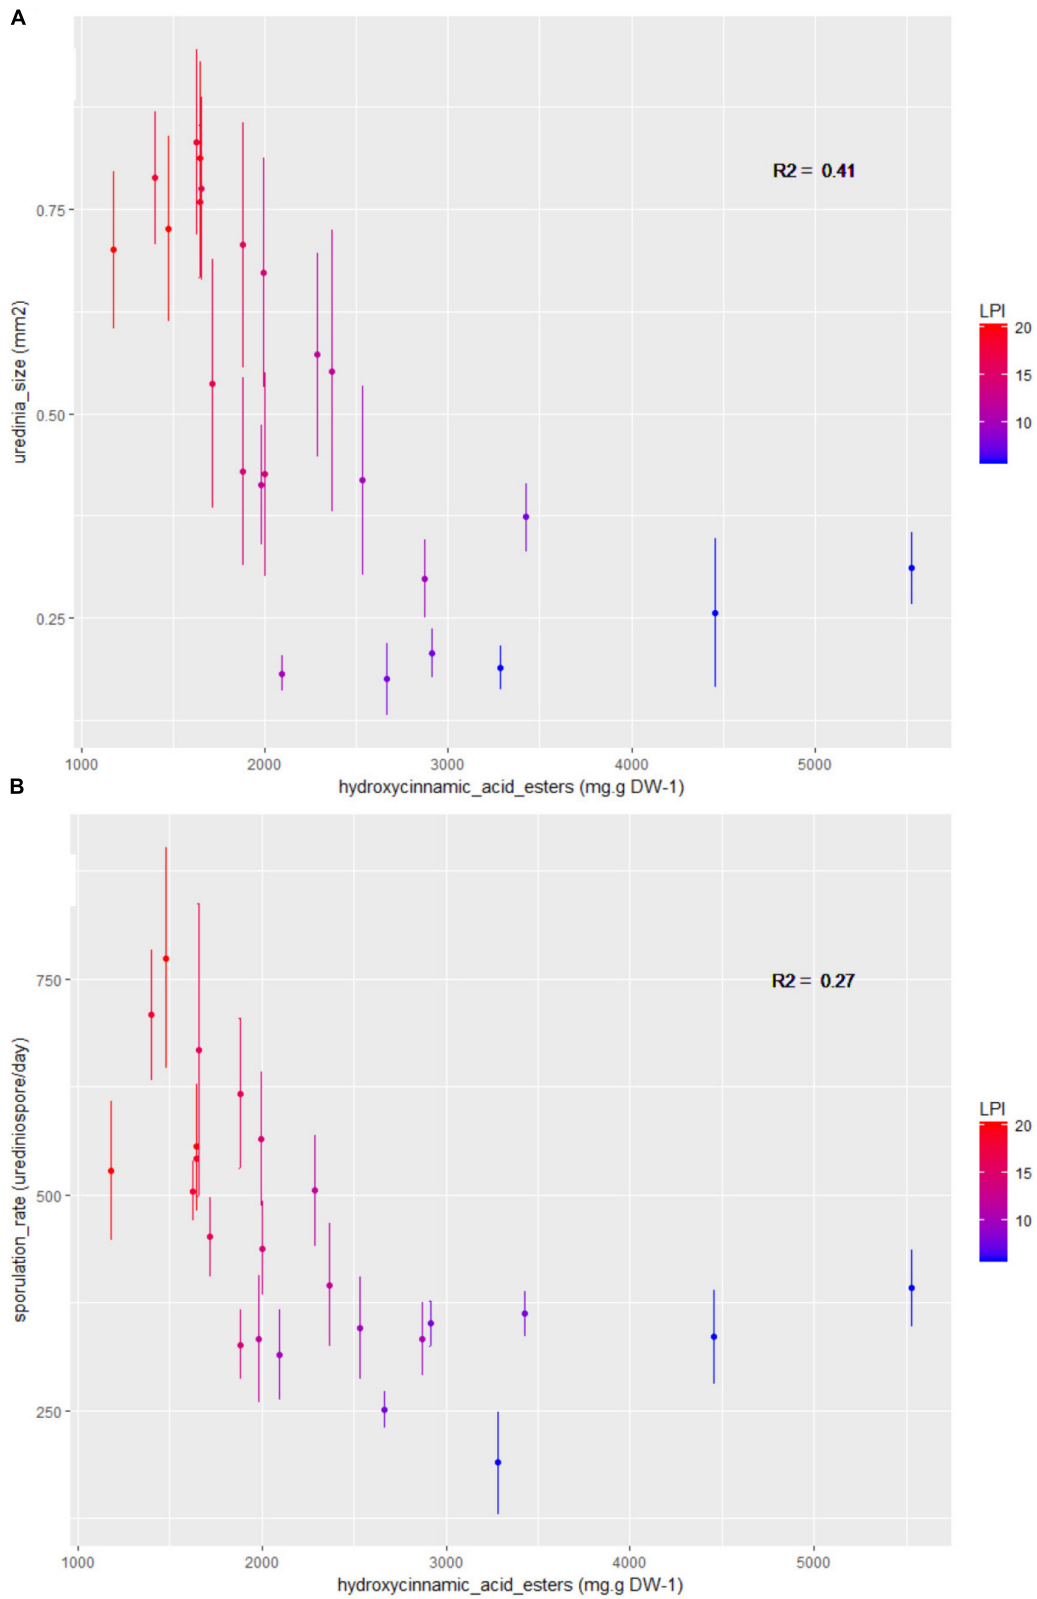 A
R2 = 0.41
0.75
0.50
0.25
uredinia_size (mm2)
LPI
20
15
10
1000 2000 3000 4000 5000
hydroxycinnamic_acid_esters (mg.g DW-1)
B
R2 = 0.27
750
500
250
sporulation_rate (urediniospore/day)
LPI
20
15
10
1000 2000 3000 4000 5000
hydroxycinnamic_acid_esters (mg.g DW-1)